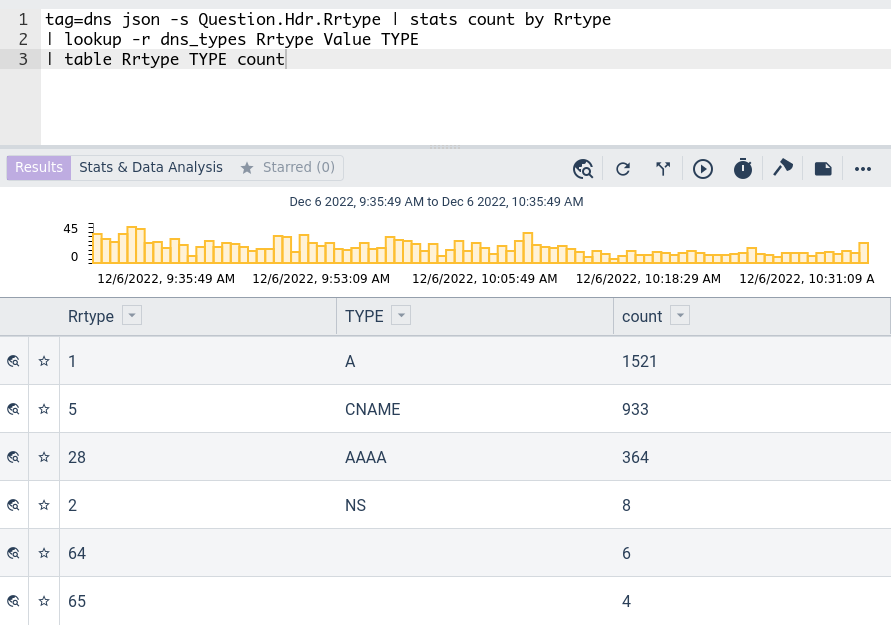 1 tag=dns json -s Question.Hdr.Rrtype | stats count by Rrtype
2 | lookup -r dns_types Rrtype Value TYPE
3 | table Rrtype TYPE count
Results Stats & Data Analysis Starred (0)
Dec 6 2022, 9:35:49 AM to Dec 6 2022, 10:35:49 AM
45
0
12/6/2022, 9:35:49 AM 12/6/2022, 9:53:09 AM 12/6/2022, 10:05:49 AM 12/6/2022, 10:18:29 AM 12/6/2022, 10:31:09 A
Rrtype TYPE count
1 A 1521
5 CNAME 933
28 AAAA 364
2 NS 8
64 6
65 4